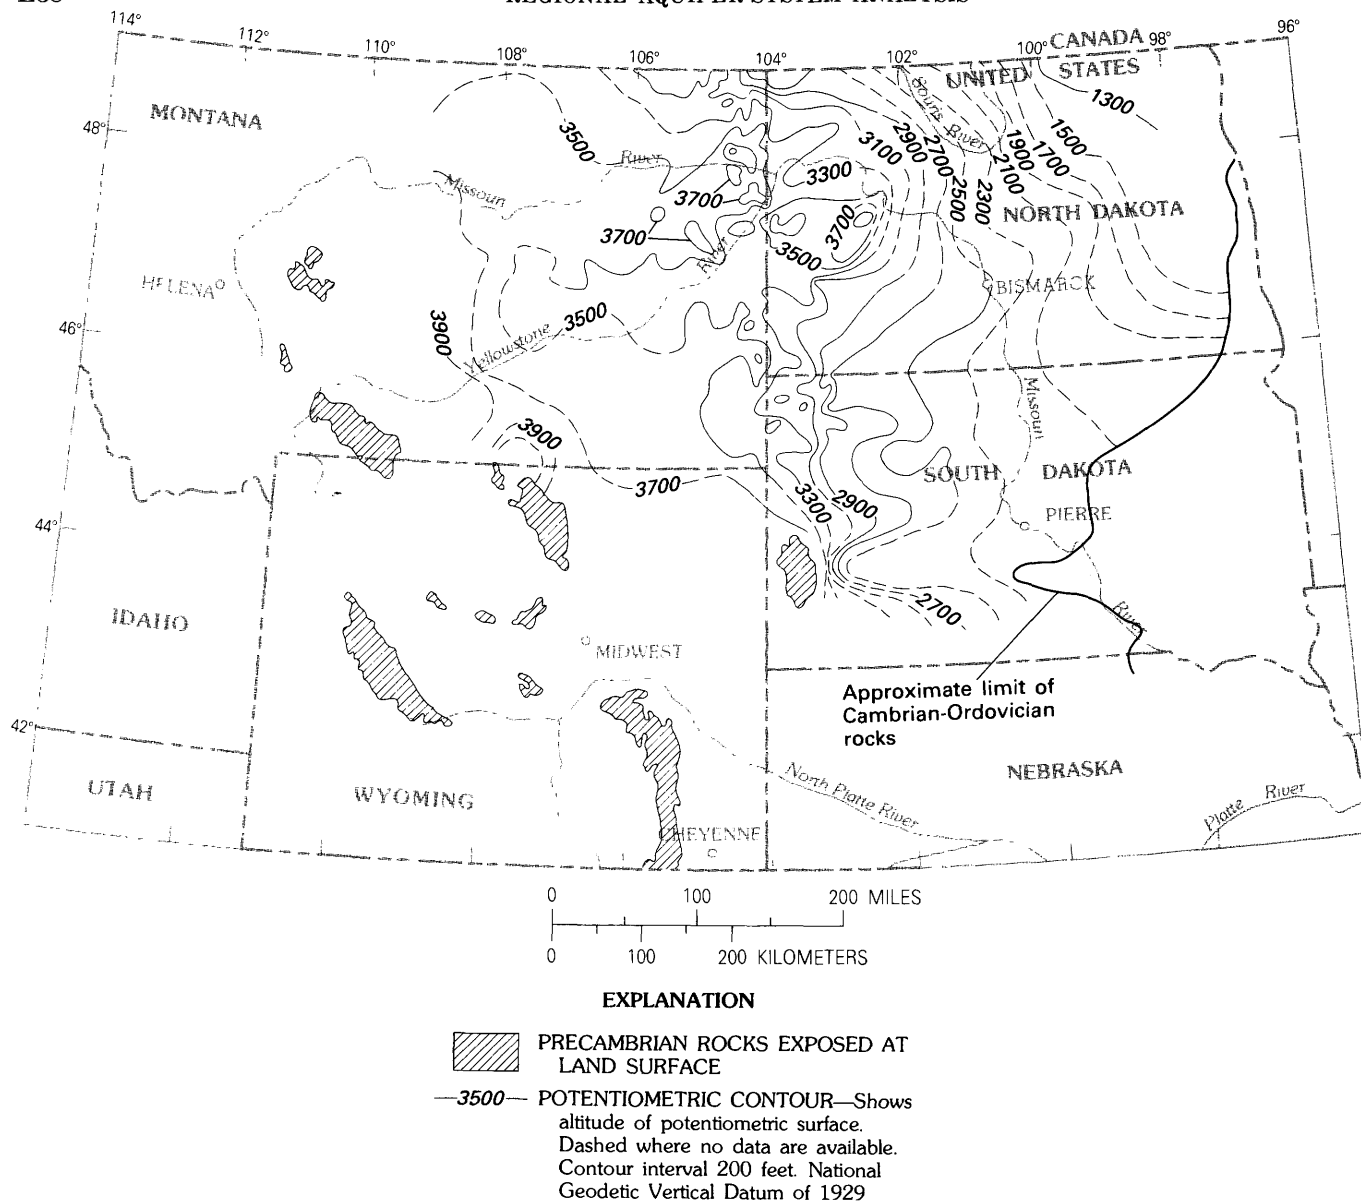 REGIONAL AQUIFER-SYSTEM ANALYSIS
114°
112°
110°
108°
106°
104°
102°
100°
CANADA
98°
96°
UNITED STATES
MONTANA
48°
3500
River
Missouri
3700
3700
River
3300
3700
3500
3100
2900
2700
2500
2300
2100
1900
1700
1500
1300
Souris River
NORTH DAKOTA
BISMARCK
HELENA
46°
3900
3500
Yellowstone
3900
3700
Missouri
SOUTH DAKOTA
PIERRE
3300
2900
2700
River
44°
IDAHO
MIDWEST
Approximate limit of
Cambrian-Ordovician
rocks
42°
UTAH
WYOMING
CHEYENNE
North Platte River
NEBRASKA
Platte River
0 100 200 MILES
0 100 200 KILOMETERS
EXPLANATION
PRECAMBRIAN ROCKS EXPOSED AT
LAND SURFACE
—3500— POTENTIOMETRIC CONTOUR—Shows
altitude of potentiometric surface.
Dashed where no data are available.
Contour interval 200 feet. National
Geodetic Vertical Datum of 1929